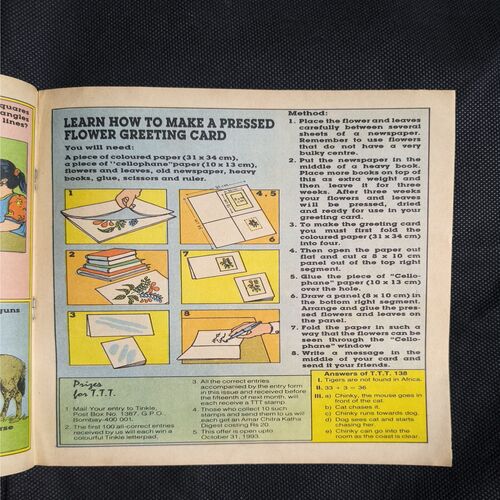 quares
angles
lines?
guns
rse
LEARN HOW TO MAKE A PRESSED
FLOWER GREETING CARD
You will need:
A piece of coloured paper (31 x 34 cm),
a piece of "cellophane" paper (10 x 13 cm),
flowers and leaves, old newspaper, heavy
books, glue, scissors and ruler.
1
4, 5
6
2
7
3
8
Method:
1. Place the flower and leaves
carefully between several
sheets of a newspaper.
Remember to use flowers
that do not have a very
bulky centre.
2. Put the newspaper in the
middle of a heavy book.
Place more books on top of
this as extra weight and
then leave it for three
weeks. After three weeks
your flowers and leaves
will be pressed, dried
and ready for use in your
greeting card.
3. To make the greeting card
you must first fold the
coloured paper (31 x 34 cm)
into four.
4. Then open the paper out
flat and cut a 8 x 10 cm
panel out of the top right
segment.
5. Glue the piece of "Cello-
phane" paper (10 x 13 cm)
over the hole.
6. Draw a panel (8 x 10 cm) in
the bottom right segment.
Arrange and glue the pres-
sed flowers and leaves on
the panel.
7. Fold the paper in such a
way that the flowers can be
seen through the "Cello-
phane" window
8. Write a message in the
middle of your card and
send it your friends.
Prizes
for T.T.T.
1. Mail your entry to Tinkle,
Post Box No. 1387, G.P.O.,
Bombay-400 001.
2. The first 100 all-correct entries
received by us will each win a
colourful Tinkle letterpad.
3. All the correct entries
accompanied by the entry form
in this issue and received before
the fifteenth of next month, will
each receive a TTT stamp.
4. Those who collect 10 such
stamps and send them to us will
each get an Amar Chitra Katha
Digest costing Rs 20.
5. This offer is open upto
October 31, 1993.
Answers of T.T.T. 138
I. Tigers are not found in Africa.
II. 33 + 3 = 36.
III. a) Chinky, the mouse goes in
front of the cat.
b) Cat chases it.
c) Chinky runs towards dog.
d) Dog sees cat and starts
chasing her.
e) Chinky can go into the
room as the coast is clear.